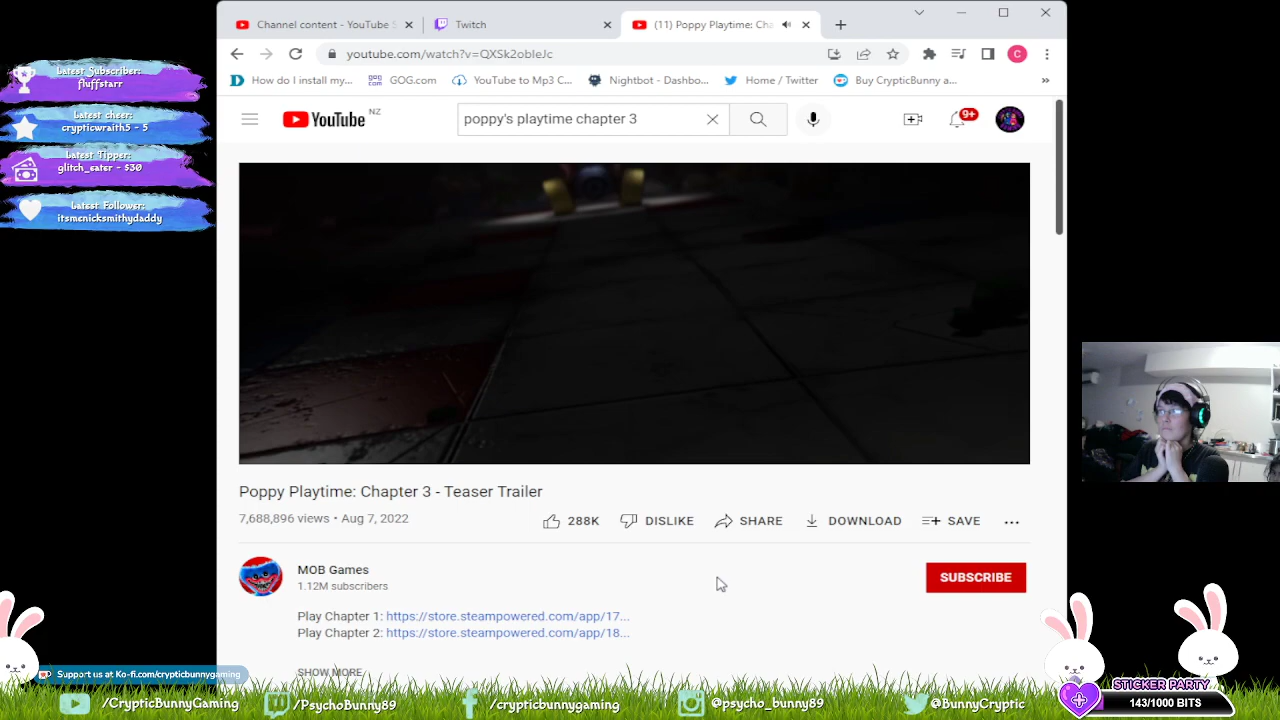 Channel content - YouTube S
Twitch
(11) Poppy Playtime: Cha
youtube.com/watch?v=QXSk2obleJc
C
How do I install my...
GOG.com
YouTube to Mp3 C...
Nightbot - Dashbo...
Home / Twitter
Buy CrypticBunny a...
»
YouTube NZ
poppy's playtime chapter 3
9+
Latest Subscriber:
fluffstarr
Latest cheer:
crypticwraith5 - 5
Latest Tipper:
glitch_eater - $30
Latest Follower:
itsmenicksmithydaddy
Poppy Playtime: Chapter 3 - Teaser Trailer
7,688,896 views • Aug 7, 2022
288K
DISLIKE
SHARE
DOWNLOAD
SAVE
...
MOB Games
1.12M subscribers
SUBSCRIBE
Play Chapter 1: https://store.steampowered.com/app/17...
Play Chapter 2: https://store.steampowered.com/app/18...
SHOW MORE
Support us at Ko-fi.com/crypticbunnygaming
/CrypticBunnyGaming
/PsychoBunny89
/crypticbunnygaming
@psycho_bunny89
@BunnyCryptic
STICKER PARTY
143/1000 BITS